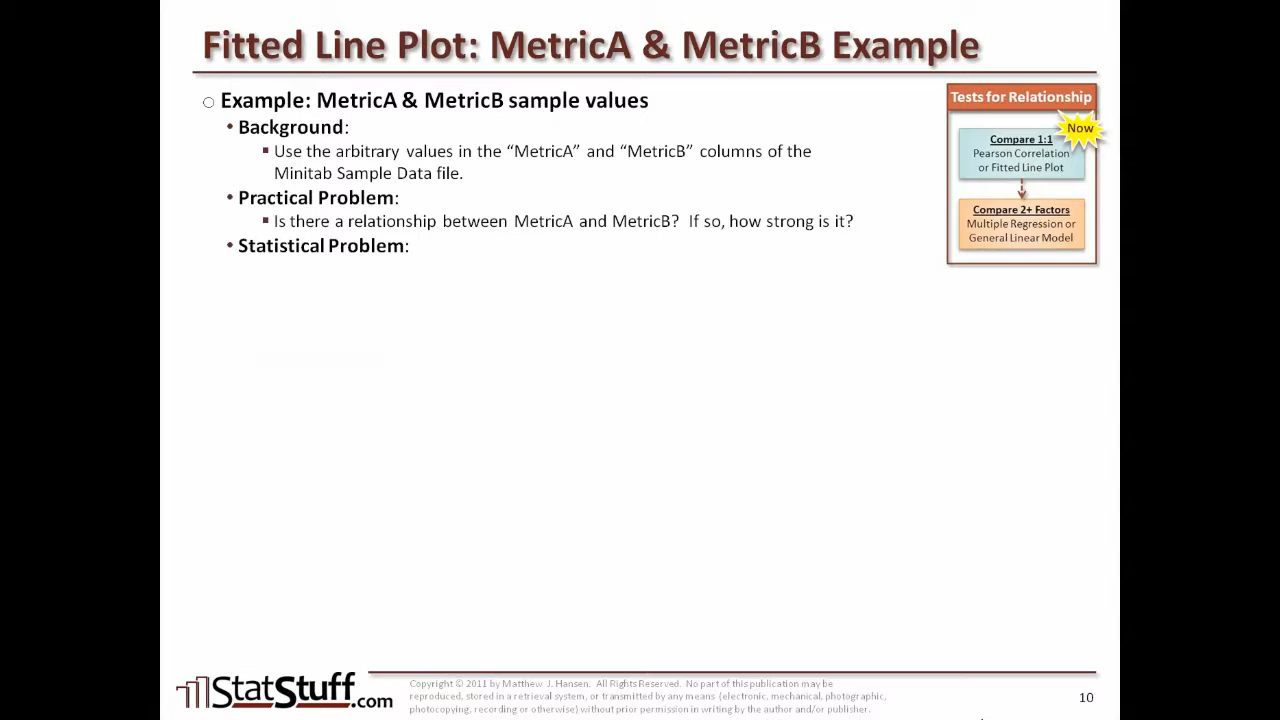 Fitted Line Plot: MetricA & MetricB Example
Example: MetricA & MetricB sample values
Background:
Use the arbitrary values in the “MetricA” and “MetricB” columns of the
Minitab Sample Data file.
Practical Problem:
Is there a relationship between MetricA and MetricB? If so, how strong is it?
Statistical Problem:
Tests for Relationship
Now
Compare 1:1
Pearson Correlation
or Fitted Line Plot
Compare 2+ Factors
Multiple Regression or
General Linear Model
StatStuff.com
Copyright © 2011 by Matthew J. Hansen. All Rights Reserved. No part of this publication may be
reproduced, stored in a retrieval system, or transmitted by any means (electronic, mechanical, photographic,
photocopying, recording or otherwise) without prior permission in writing by the author and/or publisher.
10